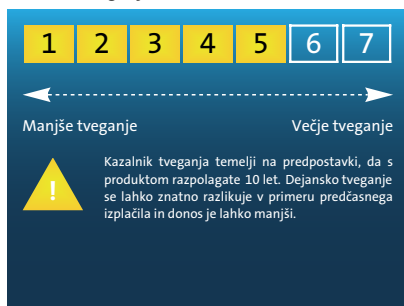 1 2 3 4 5 6 7
Manjše tveganje Večje tveganje
Kazalnik tveganja temelji na predpostavki, da s
produktom razpolagate 10 let. Dejansko tveganje
! se lahko znatno razlikuje v primeru predčasnega
izplačila in donos je lahko manjši.